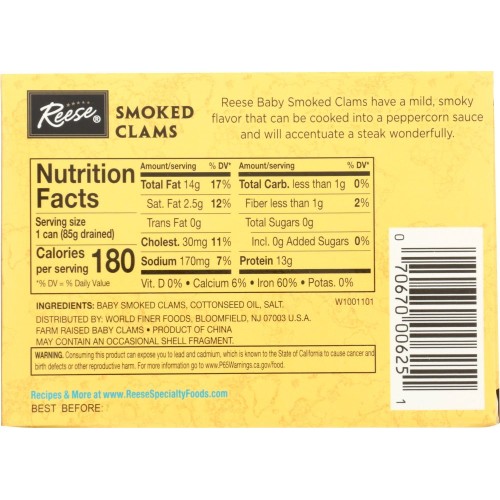 Reese®
SMOKED
CLAMS
Reese Baby Smoked Clams have a mild, smoky
flavor that can be cooked into a peppercorn sauce
and will accentuate a steak wonderfully.
Nutrition
Facts
Serving size
1 can (85g drained)
Calories
per serving 180
*% DV = % Daily Value
Amount/serving % DV*
Total Fat 14g 17%
Sat. Fat 2.5g 12%
Trans Fat 0g
Cholest. 30mg 11%
Sodium 170mg 7%
Amount/serving % DV*
Total Carb. less than 1g 0%
Fiber less than 1g 2%
Total Sugars 0g
Incl. 0g Added Sugars 0%
Protein 13g
Vit. D 0% • Calcium 6% • Iron 60% • Potas. 0%
INGREDIENTS: BABY SMOKED CLAMS, COTTONSEED OIL, SALT.
W1001101
DISTRIBUTED BY: WORLD FINER FOODS, BLOOMFIELD, NJ 07003 U.S.A.
FARM RAISED BABY CLAMS • PRODUCT OF CHINA
MAY CONTAIN AN OCCASIONAL SHELL FRAGMENT.
WARNING. Consuming this product can expose you to lead and cadmium, which is known to the State of California to cause cancer and
birth defects or other reproductive harm. For more information go to www.P65Warnings.ca.gov/food.
Recipes & More at www.ReeseSpecialtyFoods.com
BEST BEFORE:
0 70670 00625 1